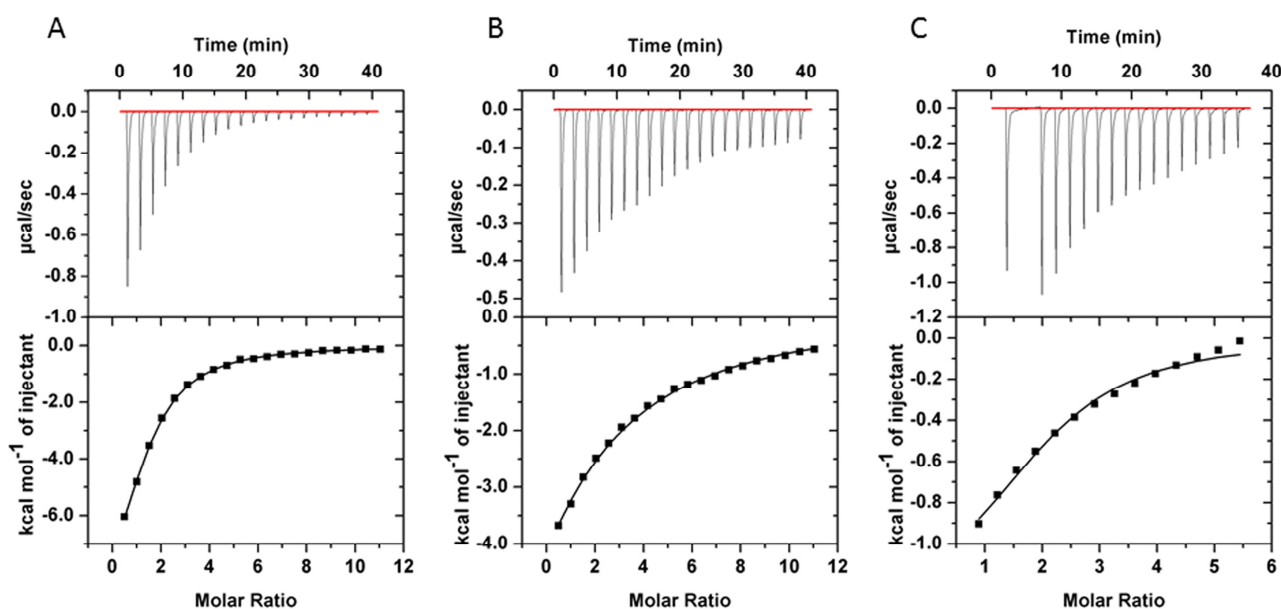 A
Time (min)
0 10 20 30 40
0.0
-0.2
-0.4
-0.6
-0.8
-1.0
µcal/sec
0.0
-2.0
-4.0
-6.0
kcal mol⁻¹ of injectant
0 2 4 6 8 10 12
Molar Ratio
B
Time (min)
0 10 20 30 40
0.0
-0.1
-0.2
-0.3
-0.4
-0.5
µcal/sec
0.0
-1.0
-2.0
-3.0
-4.0
kcal mol⁻¹ of injectant
0 2 4 6 8 10 12
Molar Ratio
C
Time (min)
0 10 20 30 40
0.0
-0.2
-0.4
-0.6
-0.8
-1.0
-1.2
µcal/sec
0.0
-0.2
-0.4
-0.6
-0.8
-1.0
kcal mol⁻¹ of injectant
1 2 3 4 5 6
Molar Ratio